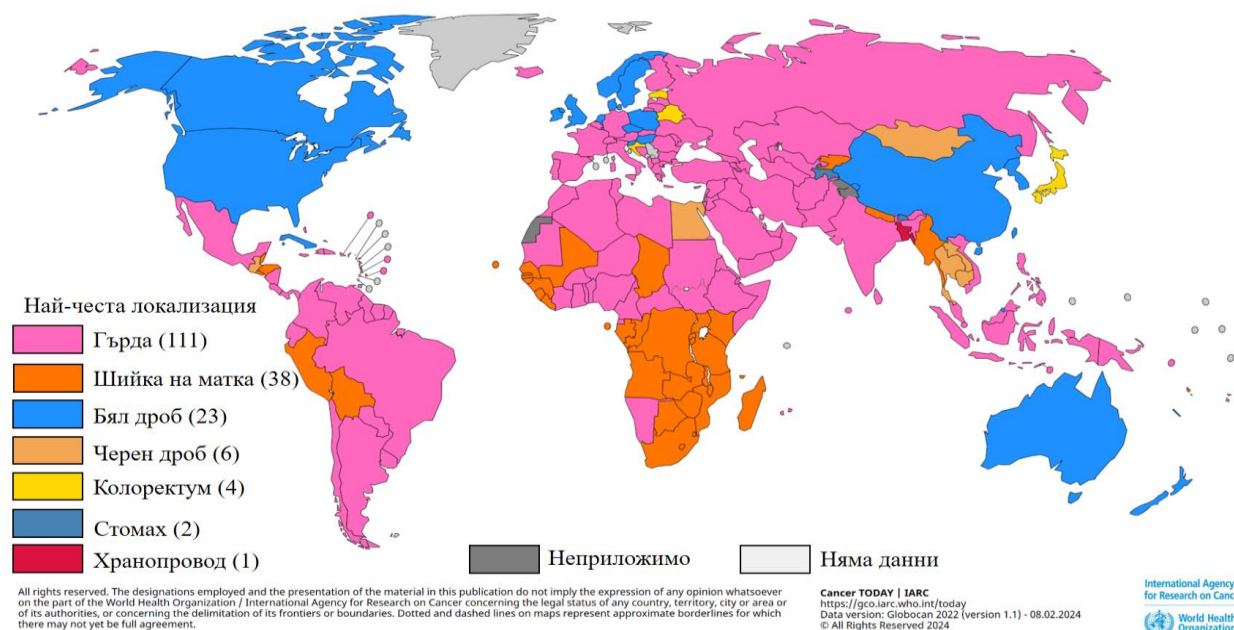 Най-честа локализация
Гърда (111)
Шийка на матка (38)
Бял дроб (23)
Черен дроб (6)
Колоректум (4)
Стомах (2)
Хранопровод (1)
Неприложимо
Няма данни
All rights reserved. The designations employed and the presentation of the material in this publication do not imply the expression of any opinion whatsoever
on the part of the World Health Organization / International Agency for Research on Cancer concerning the legal status of any country, territory, city or area or
of its authorities, or concerning the delimitation of its frontiers or boundaries. Dotted and dashed lines on maps represent approximate borderlines for which
there may not yet be full agreement.
Cancer TODAY | IARC
https://gco.iarc.who.int/today
Data version: Globocan 2022 (version 1.1) - 08.02.2024
© All Rights Reserved 2024
International Agency
for Research on Canc
World Health
Organization